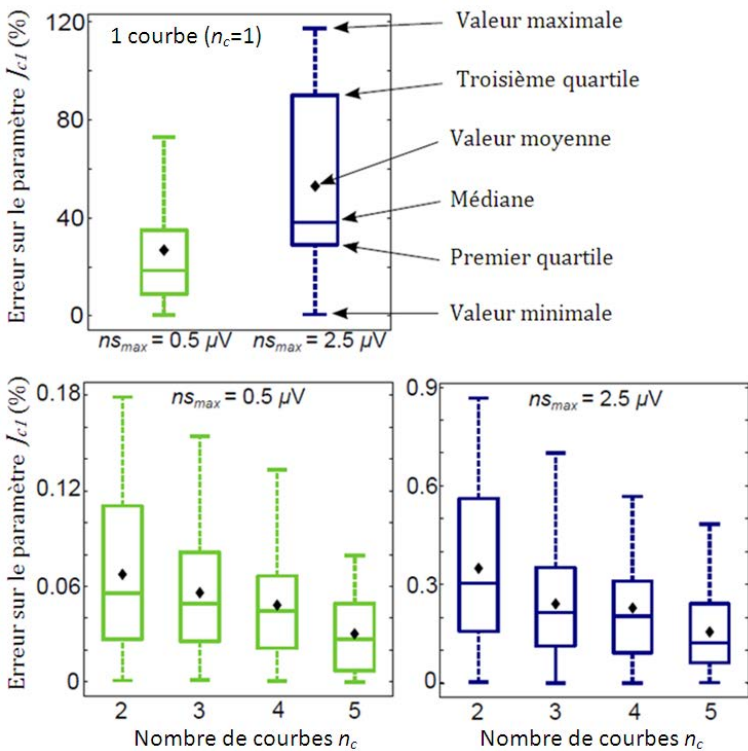 Erreur sur le paramètre Jc1 (%)
120
80
40
0
1 courbe (nc=1)
nsmax = 0.5 µV
nsmax = 2.5 µV
Valeur maximale
Troisième quartile
Valeur moyenne
Médiane
Premier quartile
Valeur minimale
Erreur sur le paramètre Jc1 (%)
0.18
0.12
0.06
0
nsmax = 0.5 µV
2 3 4 5
Nombre de courbes nc
0.9
0.6
0.3
0
nsmax = 2.5 µV
2 3 4 5
Nombre de courbes nc